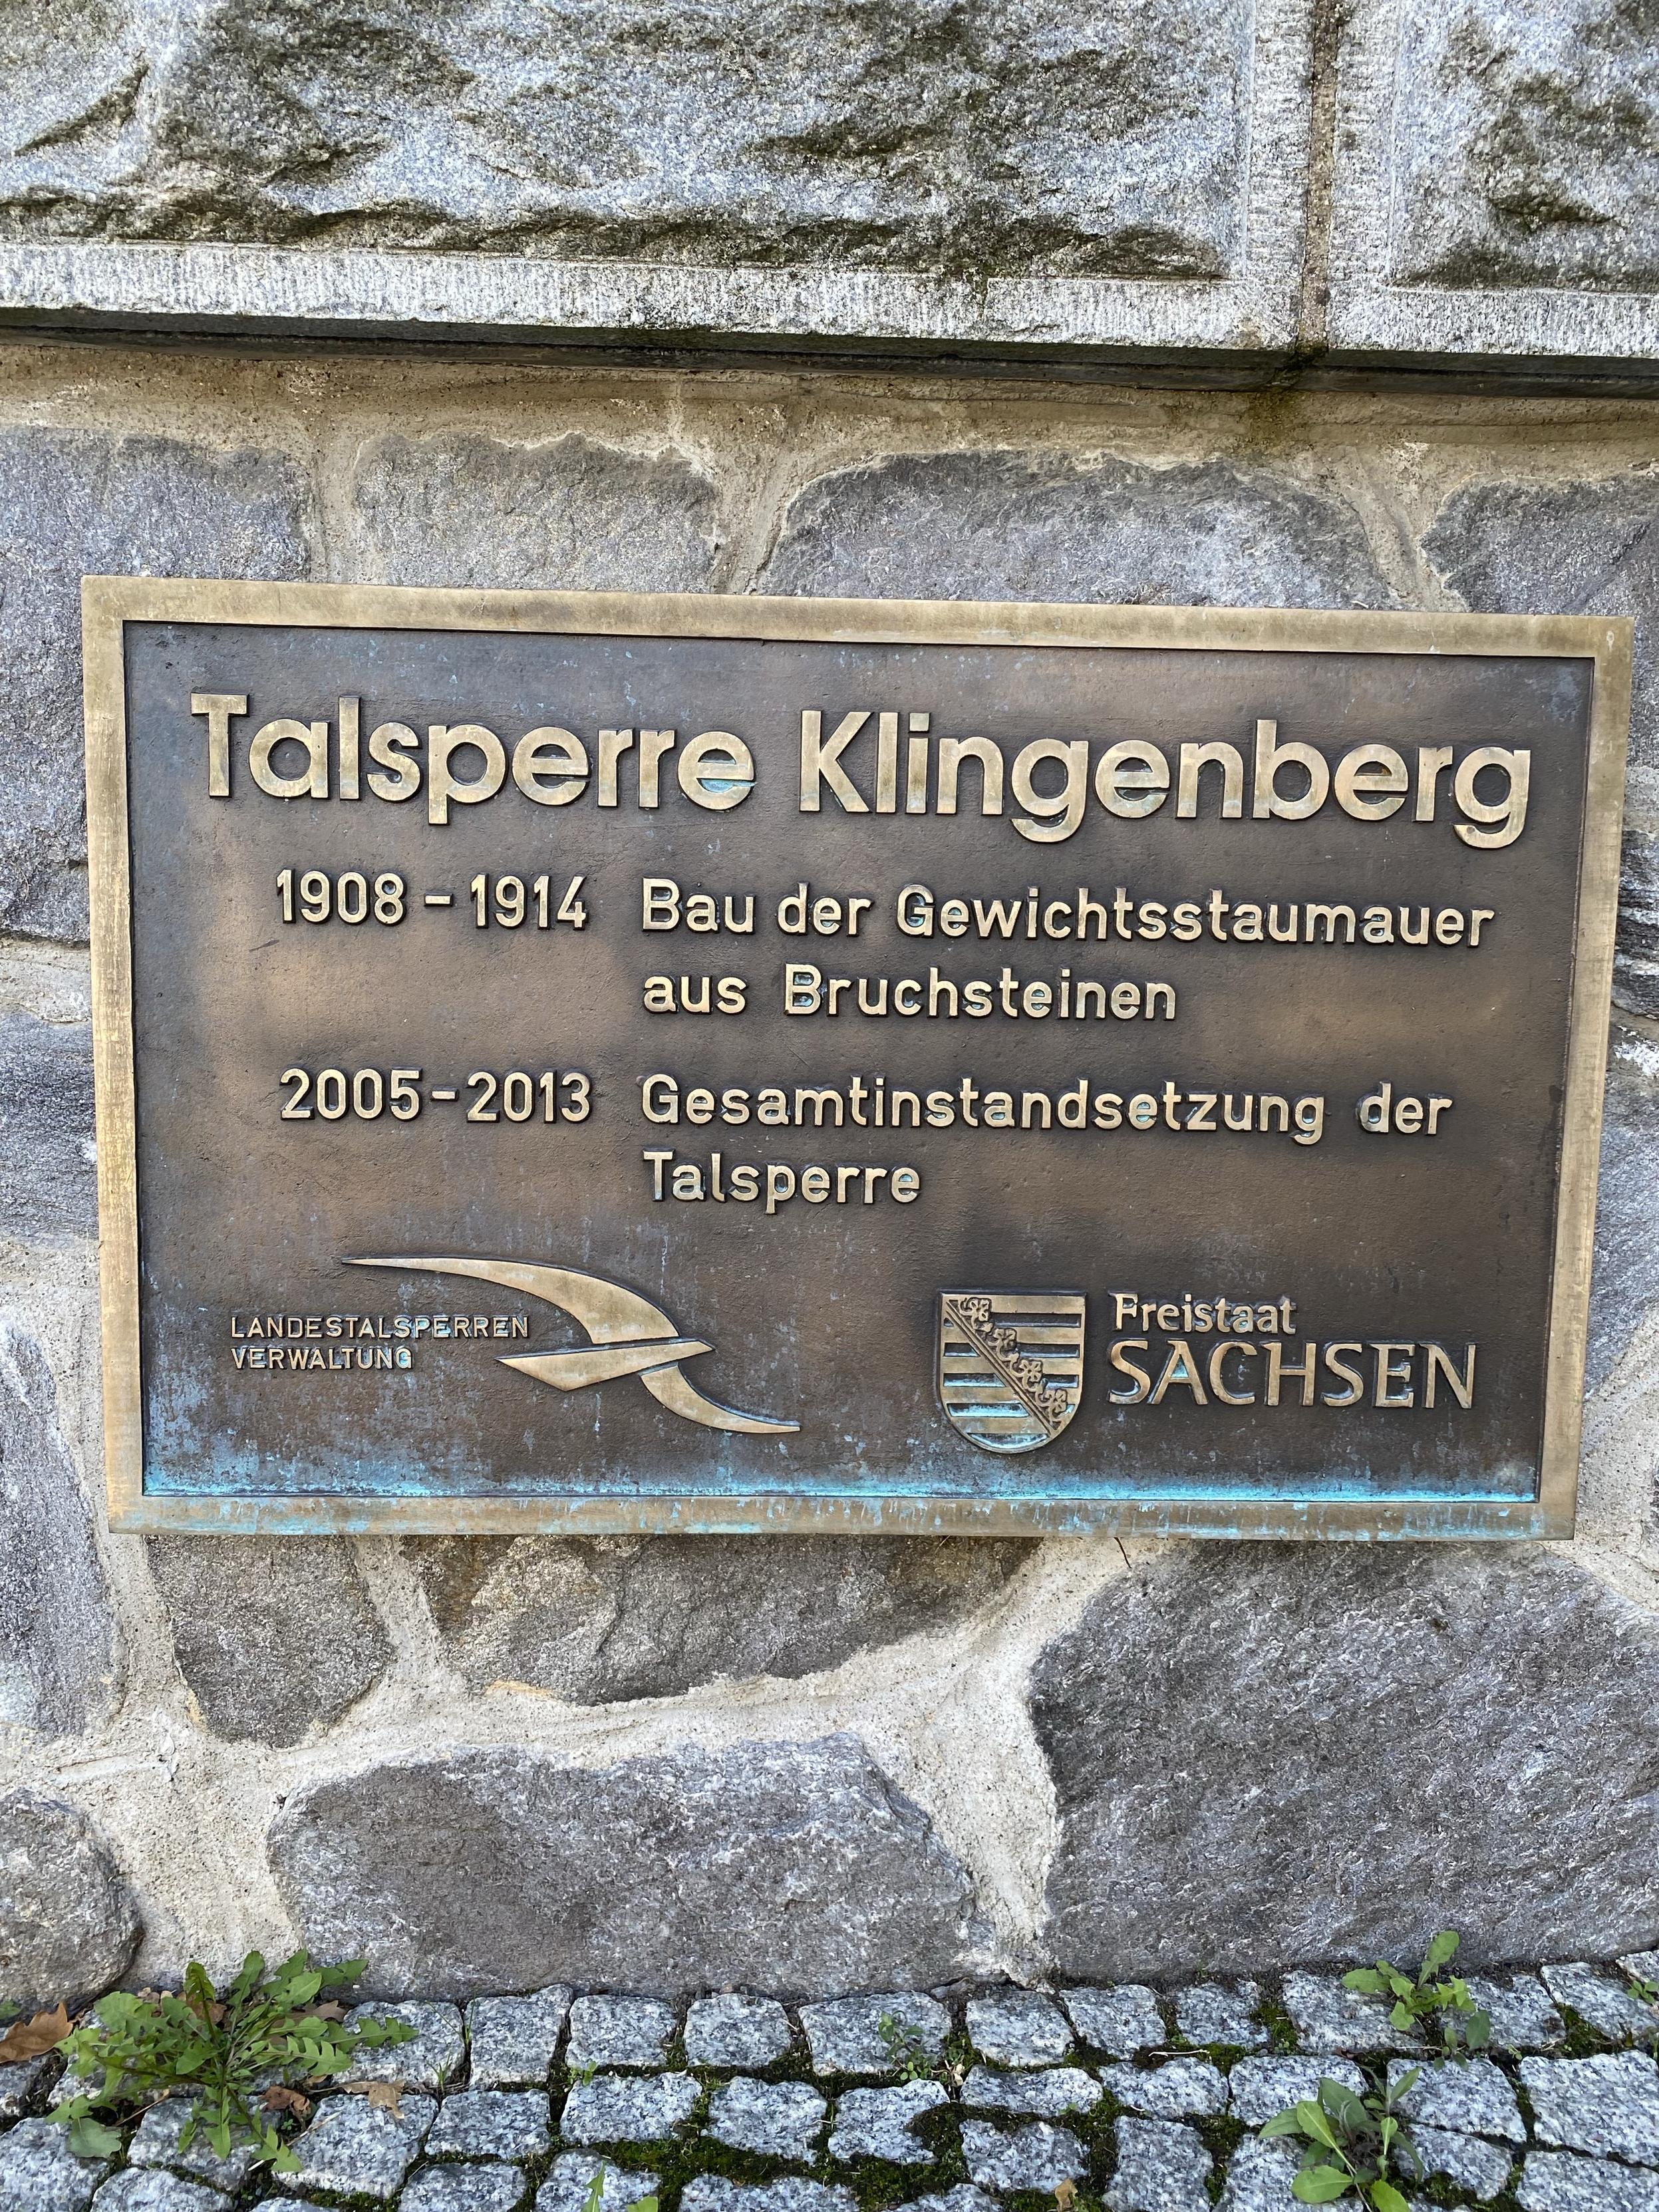 Talsperre Klingenberg
1908 - 1914 Bau der Gewichtsstaumauer
aus Bruchsteinen
2005-2013 Gesamtinstandsetzung der
Talsperre
LANDESTALSPERREN
VERWALTUNG
Freistaat
SACHSEN